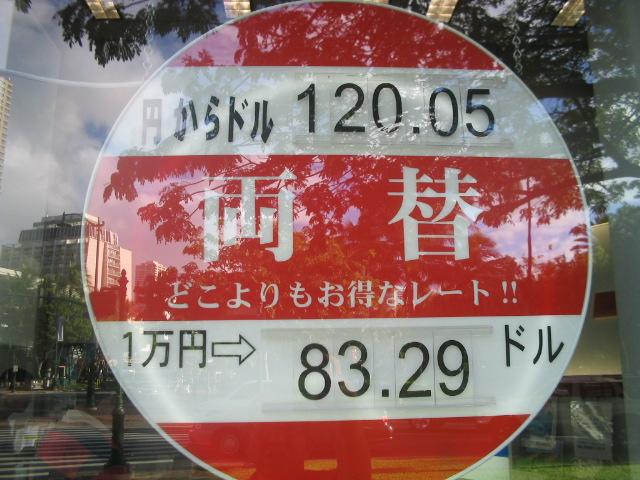 円からドル 120.05
両替
どこよりもお得なレート!!
1万円⇨ 83.29 ドル